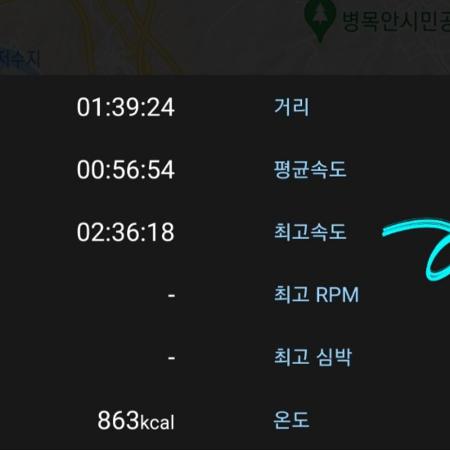 병목안시민공
저수지
01:39:24 거리
00:56:54 평균속도
02:36:18 최고속도
- 최고 RPM
- 최고 심박
863kcal 온도